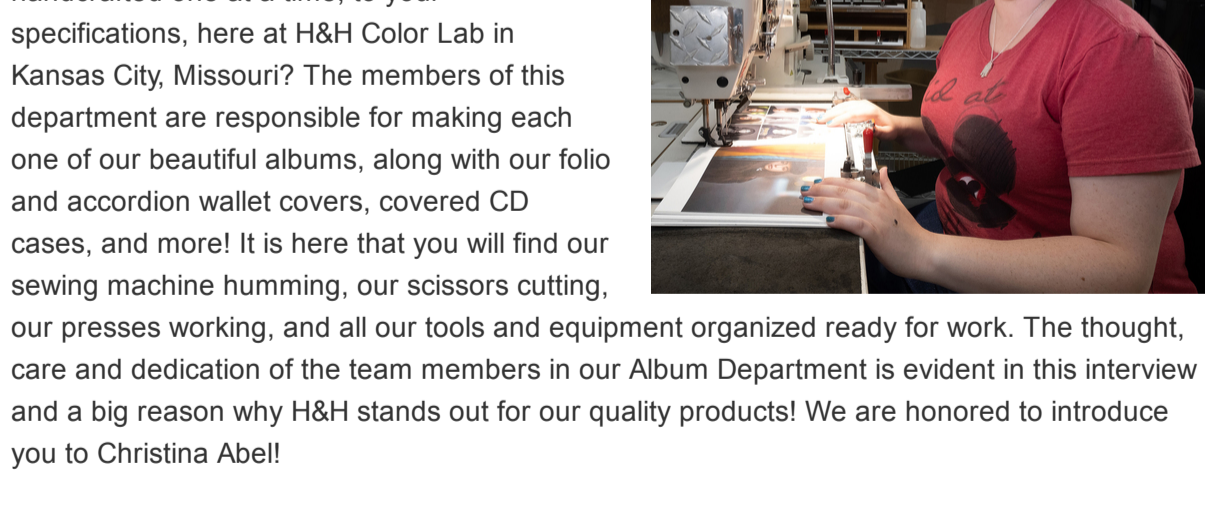 specifications, here at H&H Color Lab in
Kansas City, Missouri? The members of this
department are responsible for making each
one of our beautiful albums, along with our folio
and accordion wallet covers, covered CD
cases, and more! It is here that you will find our
sewing machine humming, our scissors cutting,
our presses working, and all our tools and equipment organized ready for work. The thought,
care and dedication of the team members in our Album Department is evident in this interview
and a big reason why H&H stands out for our quality products! We are honored to introduce
you to Christina Abel!